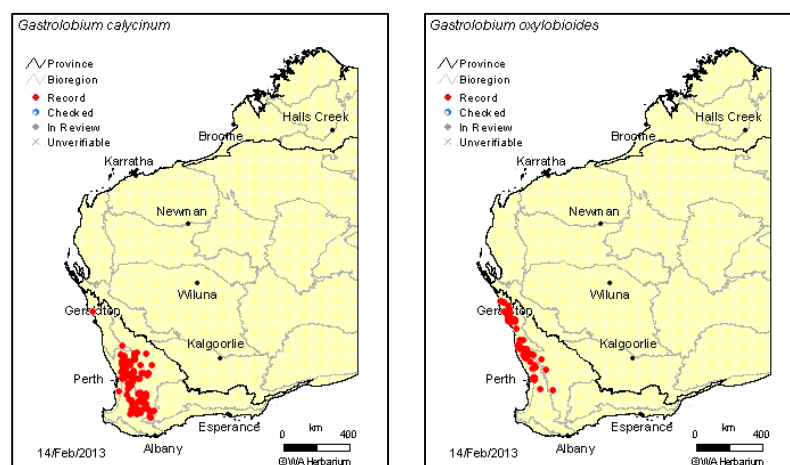 Gastrolobium calycinum
Province
Bioregion
Record
Checked
In Review
Unverifiable
Halls Creek
Broome
Karratha
Newman
Wiluna
Geraldton
Kalgoorlie
Perth
Esperance
Albany
km
0 400
14/Feb/2013
©WA Herbarium
Gastrolobium oxylobioides
Province
Bioregion
Record
Checked
In Review
Unverifiable
Halls Creek
Broome
Karratha
Newman
Wiluna
Geraldton
Kalgoorlie
Perth
Esperance
Albany
km
0 400
14/Feb/2013
©WA Herbarium